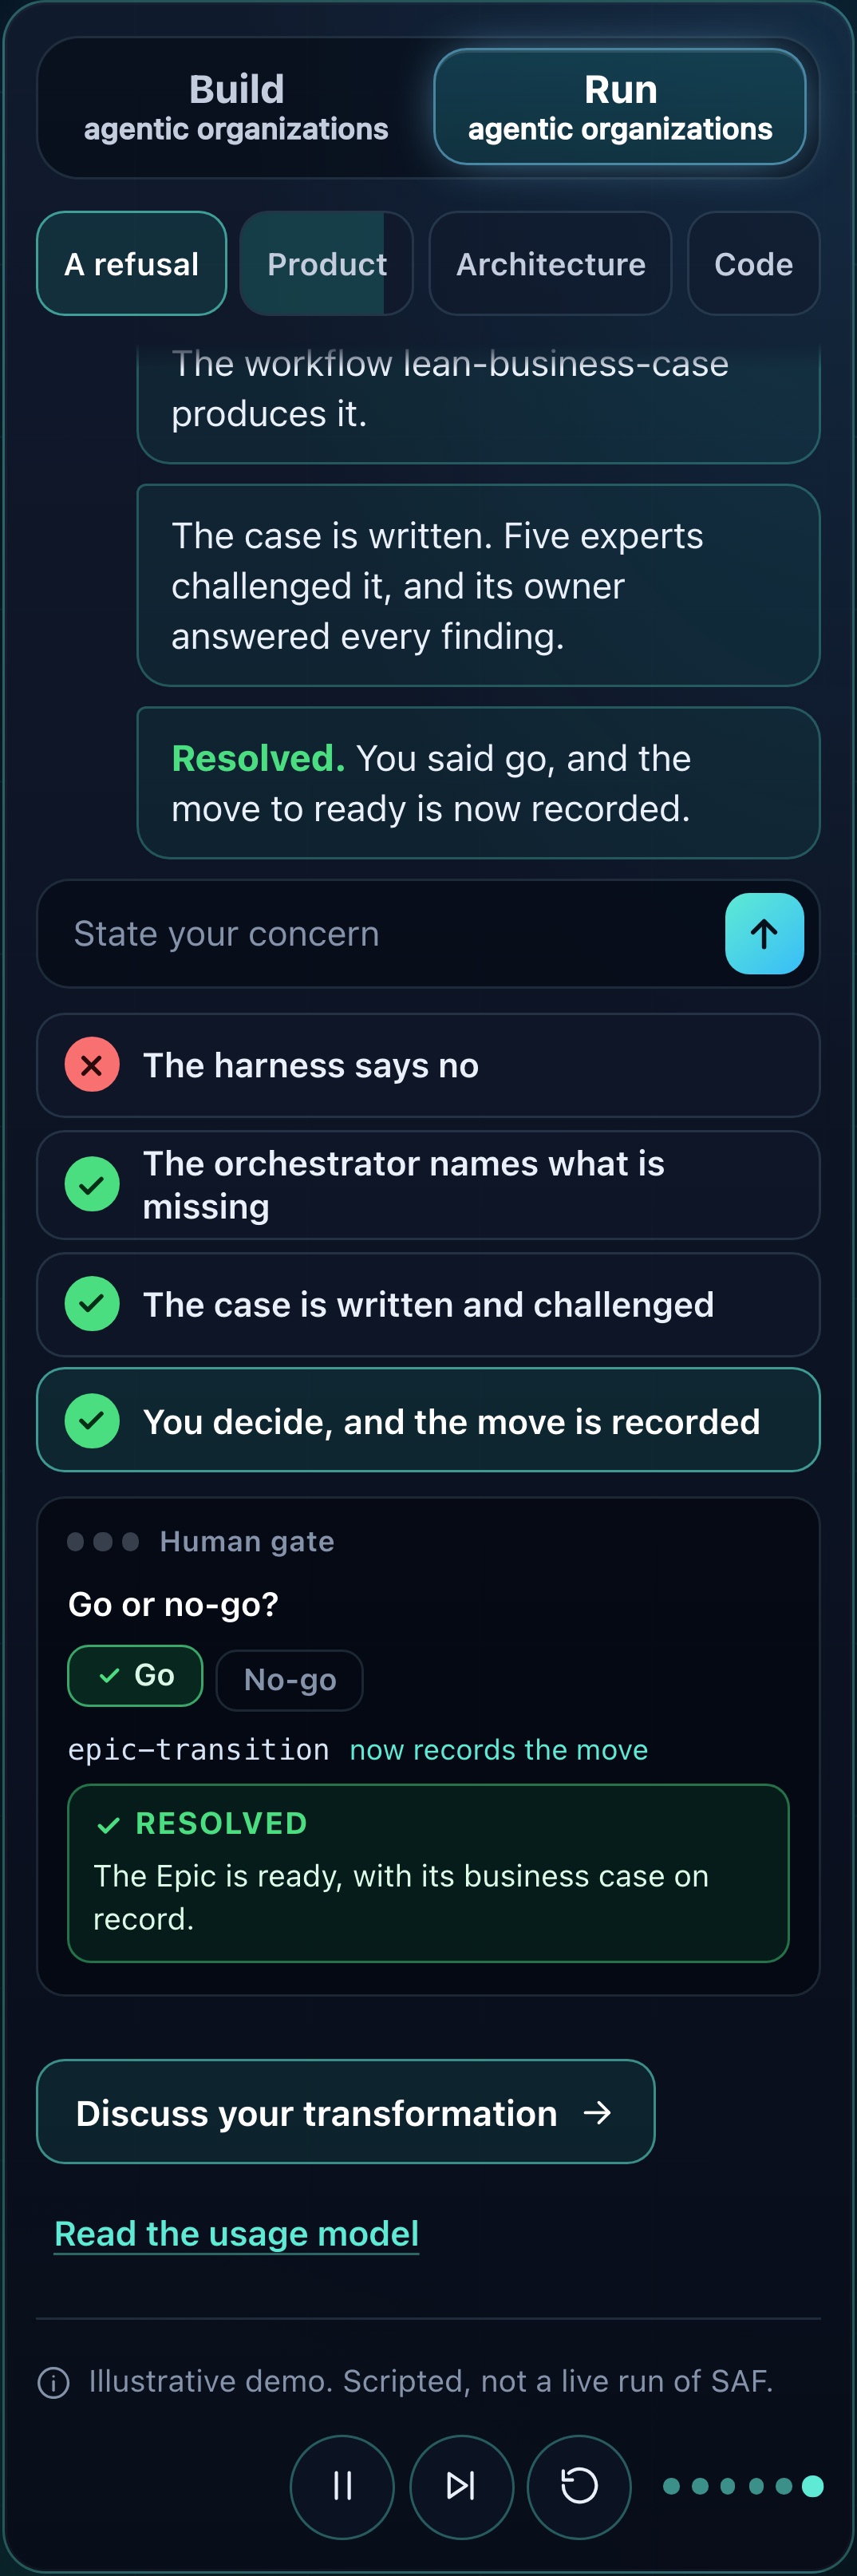 Build
agentic organizations
Run
agentic organizations
A refusal
Product
Architecture
Code
The workflow lean-business-case
produces it.
The case is written. Five experts
challenged it, and its owner
answered every finding.
Resolved. You said go, and the
move to ready is now recorded.
State your concern
The harness says no
The orchestrator names what is
missing
The case is written and challenged
You decide, and the move is recorded
Human gate
Go or no-go?
Go
No-go
epic-transition now records the move
RESOLVED
The Epic is ready, with its business case on
record.
Discuss your transformation
Read the usage model
Illustrative demo. Scripted, not a live run of SAF.